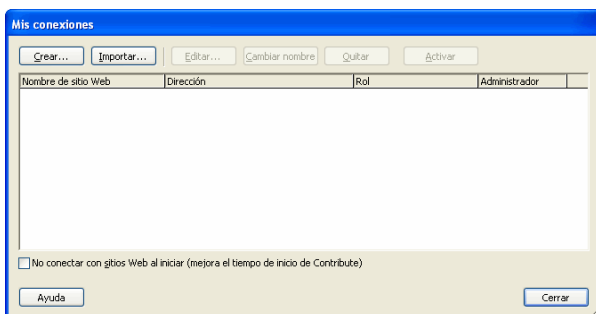 Mis conexiones
Crear... Importar... Editar... Cambiar nombre Quitar Activar
Nombre de sitio Web Dirección Rol Administrador
No conectar con sitios Web al iniciar (mejora el tiempo de inicio de Contribute)
Ayuda Cerrar